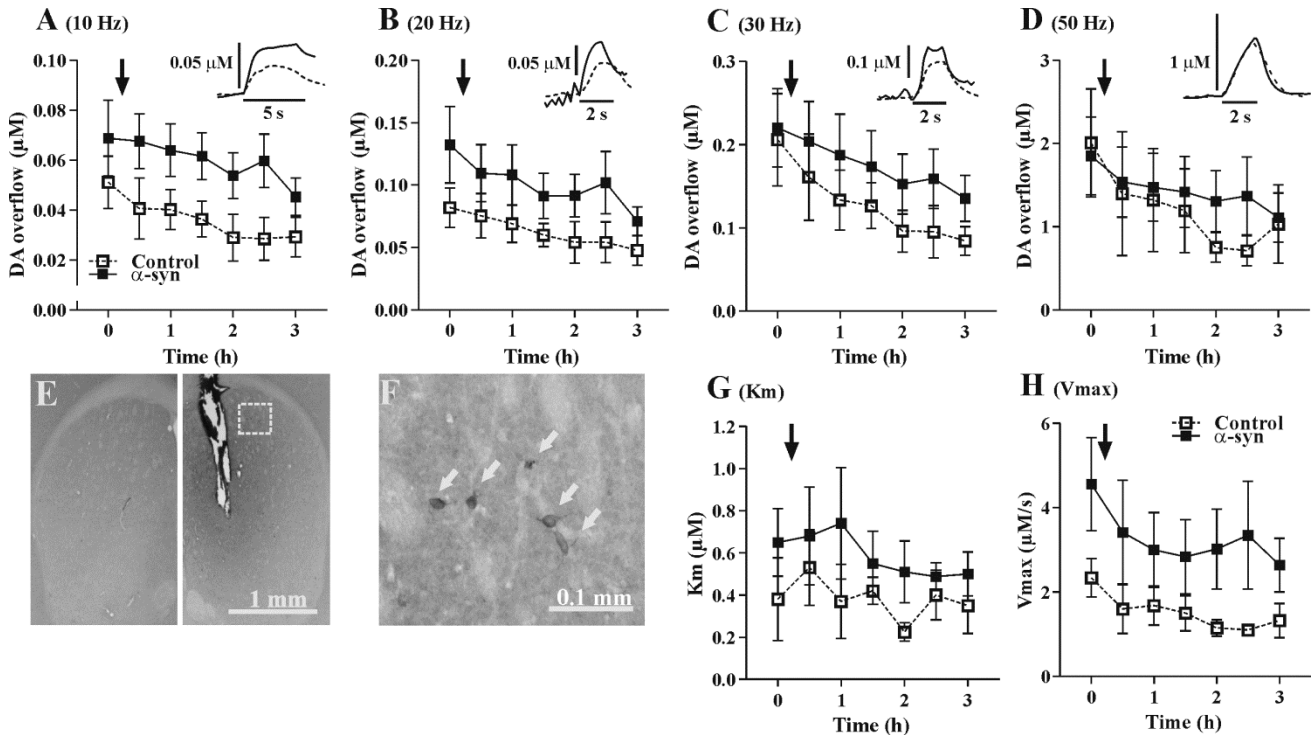 A (10 Hz)
0.05 μM
5 s
DA overflow (μM)
0.10
0.08
0.06
0.04
0.02
0.00
Control
α-syn
0 1 2 3
Time (h)
B (20 Hz)
0.05 μM
2 s
DA overflow (μM)
0.20
0.15
0.10
0.05
0.00
0 1 2 3
Time (h)
C (30 Hz)
0.1 μM
2 s
DA overflow (μM)
0.3
0.2
0.1
0.0
0 1 2 3
Time (h)
D (50 Hz)
1 μM
2 s
DA overflow (μM)
3
2
1
0
0 1 2 3
Time (h)
E
1 mm
F
0.1 mm
G (Km)
Km (μM)
1.2
1.0
0.8
0.6
0.4
0.2
0.0
0 1 2 3
Time (h)
H (Vmax)
Control
α-syn
Vmax (μM/s)
6
4
2
0
0 1 2 3
Time (h)